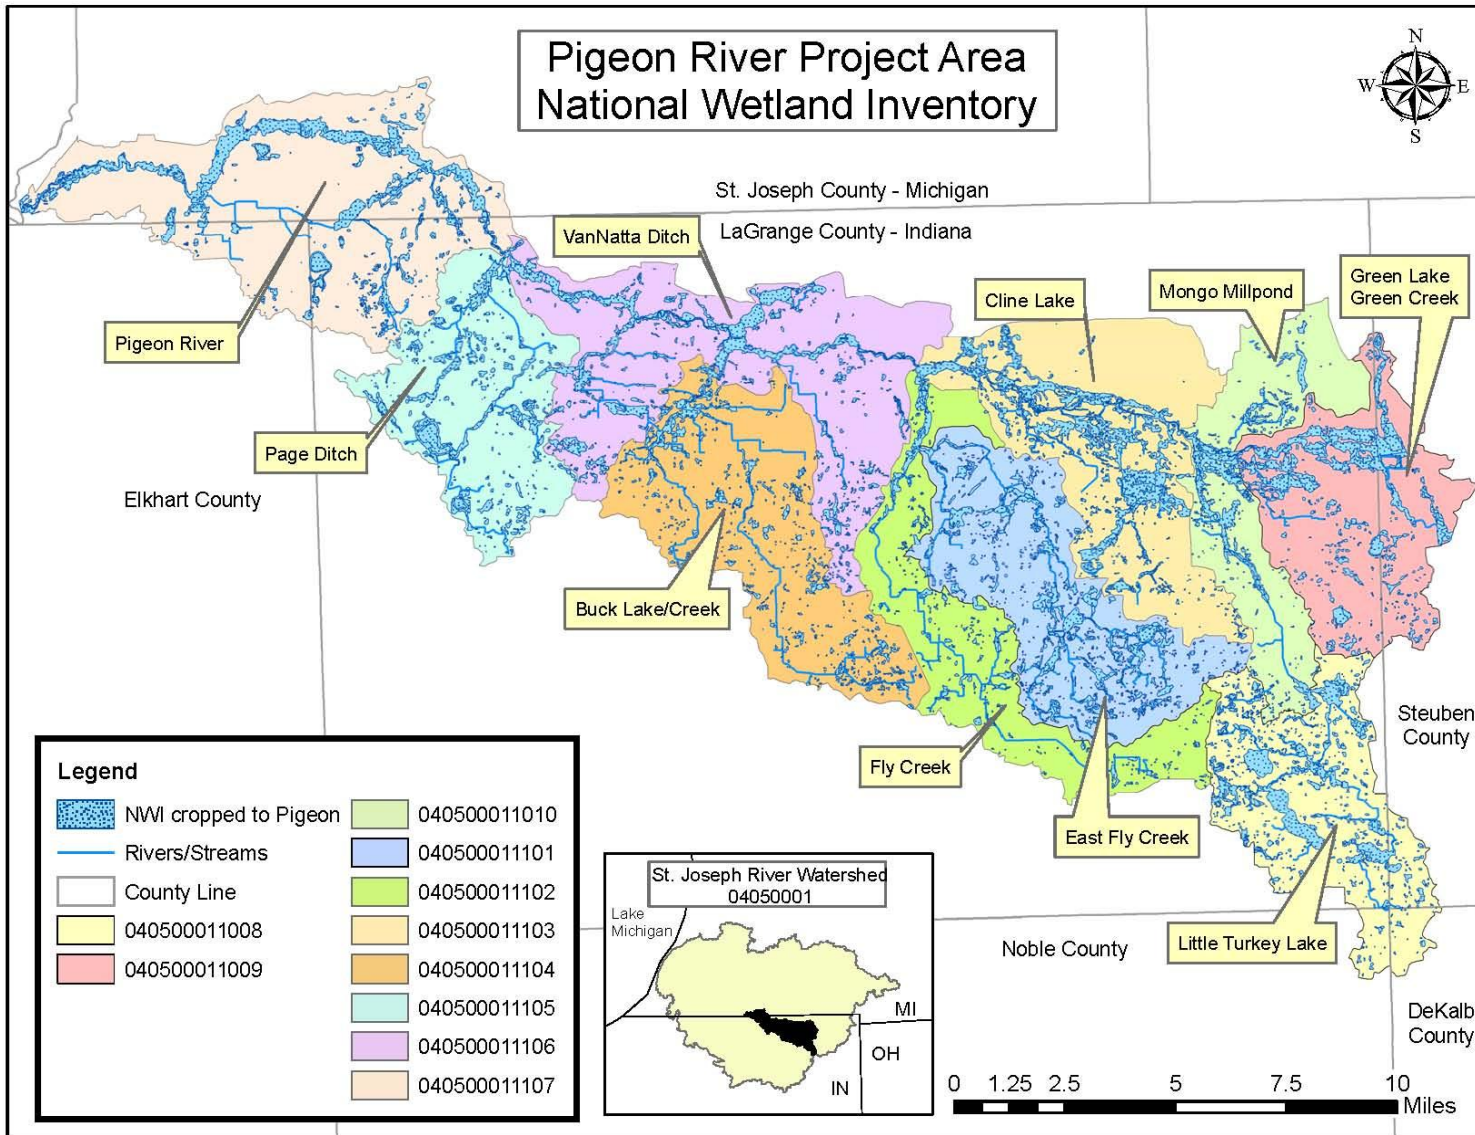 Pigeon River Project Area
National Wetland Inventory
N
W
E
S
St. Joseph County - Michigan
LaGrange County - Indiana
VanNatta Ditch
Cline Lake
Mongo Millpond
Green Lake
Green Creek
Pigeon River
Page Ditch
Elkhart County
Buck Lake/Creek
Fly Creek
East Fly Creek
Little Turkey Lake
Steuben
County
Noble County
DeKalb
County
Legend
NWI cropped to Pigeon
Rivers/Streams
County Line
040500011008
040500011009
040500011010
040500011101
040500011102
040500011103
040500011104
040500011105
040500011106
040500011107
St. Joseph River Watershed
04050001
Lake
Michigan
MI
OH
IN
0 1.25 2.5 5 7.5 10
Miles